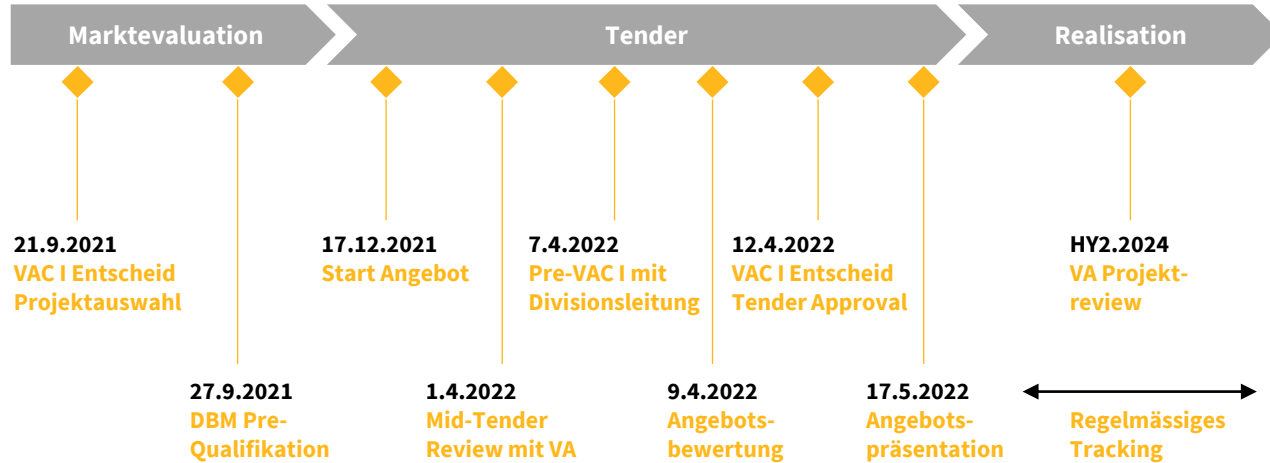 Marktevaluation
Tender
Realisation
21.9.2021
VAC I Entscheid
Projektauswahl
17.12.2021
Start Angebot
7.4.2022
Pre-VAC I mit
Divisionsleitung
12.4.2022
VAC I Entscheid
Tender Approval
HY2.2024
VA Projekt-
review
27.9.2021
DBM Pre-
Qualifikation
1.4.2022
Mid-Tender
Review mit VA
9.4.2022
Angebots-
bewertung
17.5.2022
Angebots-
präsentation
Regelmässiges
Tracking